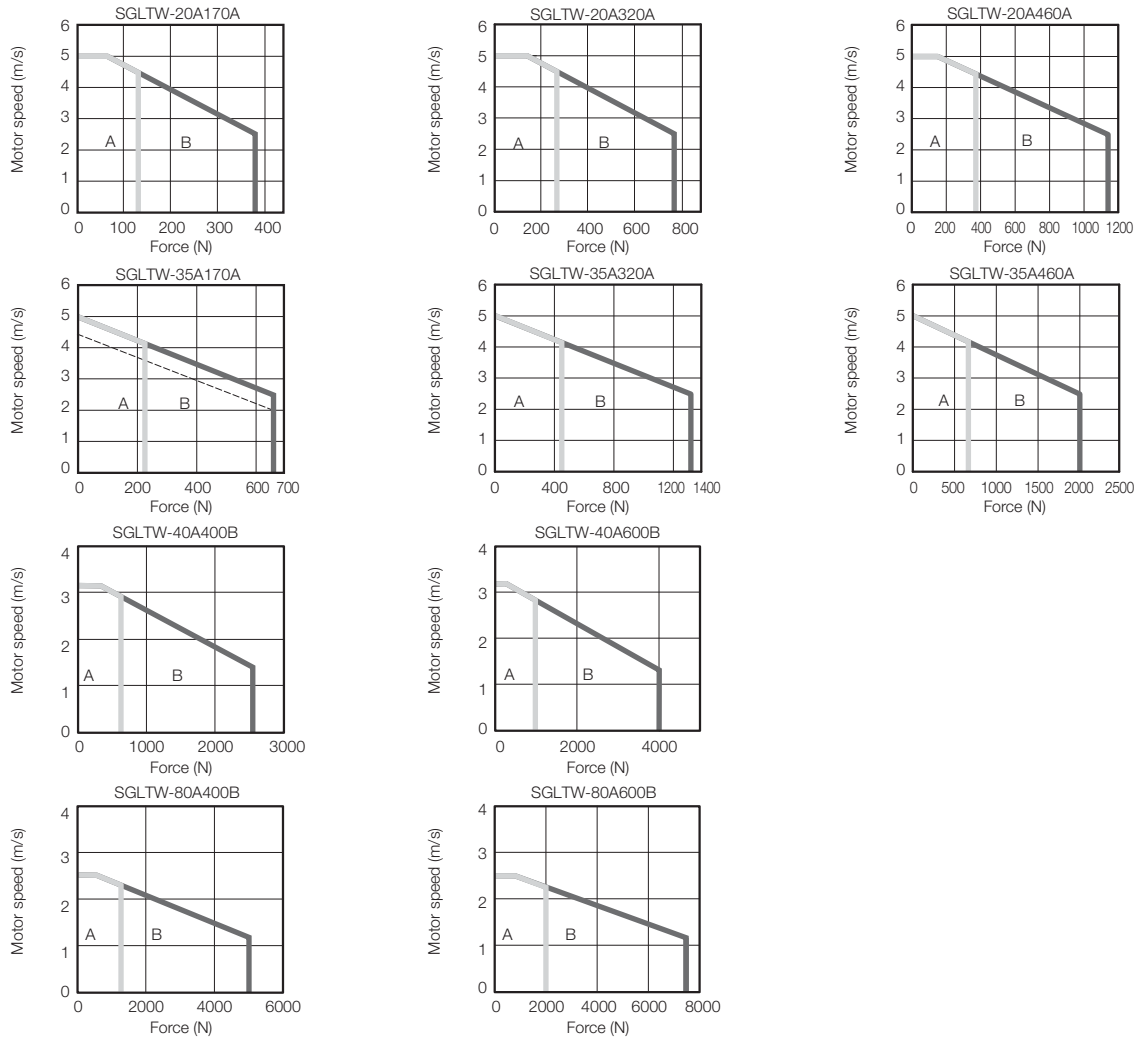 SGLTW-20A170A
Motor speed (m/s)
6
5
4
3
2
1
0
A
B
0 100 200 300 400
Force (N)
SGLTW-20A320A
Motor speed (m/s)
6
5
4
3
2
1
0
A
B
0 200 400 600 800
Force (N)
SGLTW-20A460A
Motor speed (m/s)
6
5
4
3
2
1
0
A
B
0 200 400 600 800 1000 1200
Force (N)
SGLTW-35A170A
Motor speed (m/s)
6
5
4
3
2
1
0
A
B
0 200 400 600 700
Force (N)
SGLTW-35A320A
Motor speed (m/s)
6
5
4
3
2
1
0
A
B
0 400 800 1200 1400
Force (N)
SGLTW-35A460A
Motor speed (m/s)
6
5
4
3
2
1
0
A
B
0 500 1000 1500 2000 2500
Force (N)
SGLTW-40A400B
Motor speed (m/s)
4
3
2
1
0
A
B
0 1000 2000 3000
Force (N)
SGLTW-40A600B
Motor speed (m/s)
4
3
2
1
0
A
B
0 2000 4000
Force (N)
SGLTW-80A400B
Motor speed (m/s)
4
3
2
1
0
A
B
0 2000 4000 6000
Force (N)
SGLTW-80A600B
Motor speed (m/s)
4
3
2
1
0
A
B
0 2000 4000 6000 8000
Force (N)